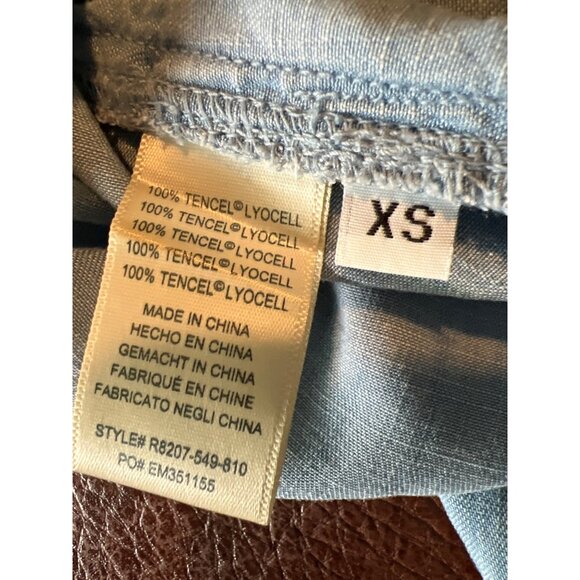 100% TENCEL©LYOCELL
100% TENCEL©LYOCELL
100% TENCEL©LYOCELL
100% TENCEL©LYOCELL
100% TENCEL©LYOCELL
MADE IN CHINA
HECHO EN CHINA
GEMACHT IN CHINA
FABRIQUÉ EN CHINE
FABRICATO NEGLI CHINA
STYLE# R8207-549-810
PO# EM351155
XS